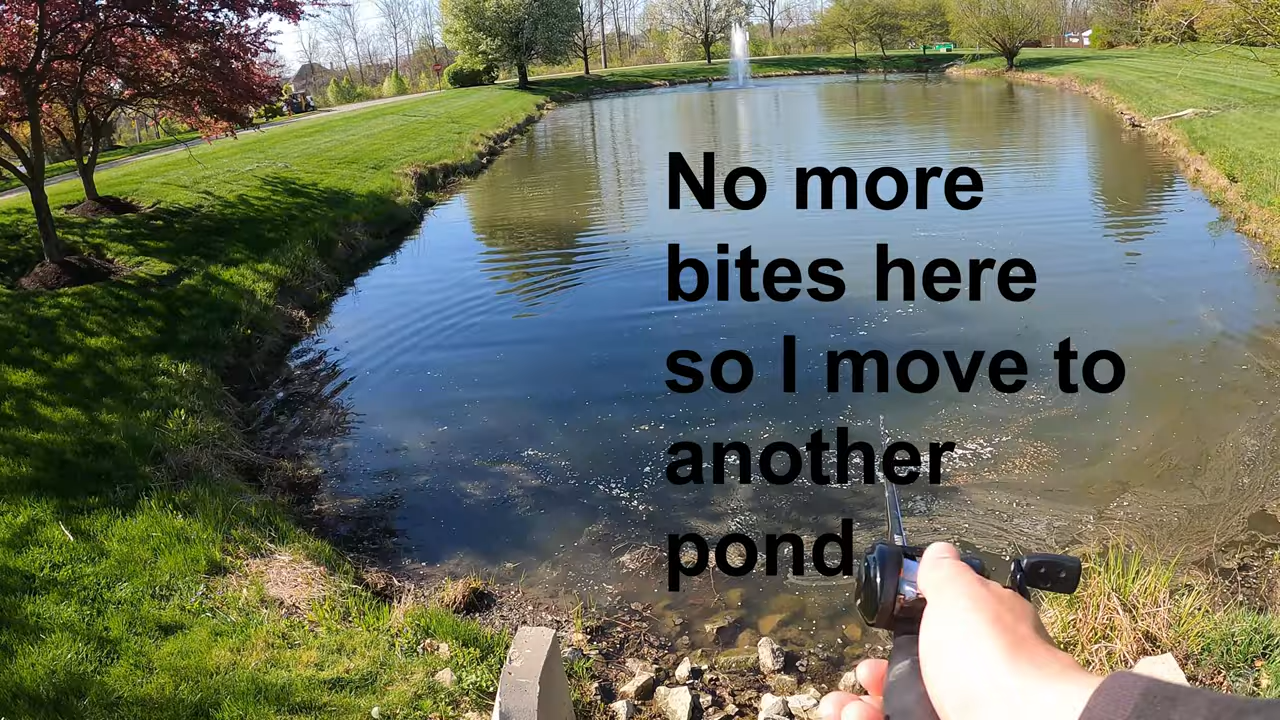 No more
bites here
so I move to
another
pond